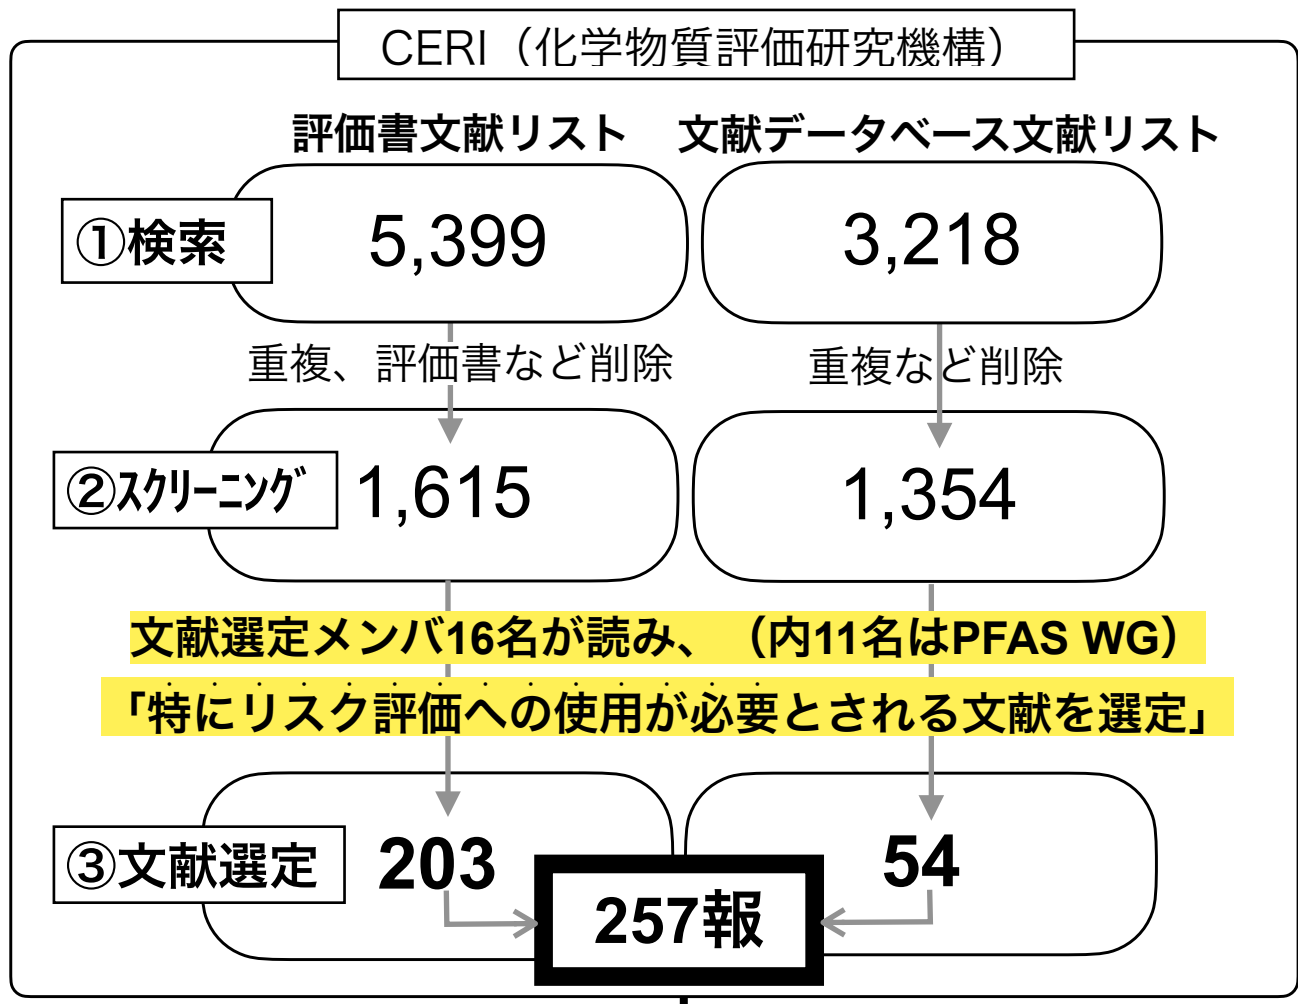 CERI（化学物質評価研究機構）
評価書文献リスト
文献データベース文献リスト
①検索
5,399
3,218
重複、評価書など削除
重複など削除
②ｽｸﾘｰﾆﾝｸﾞ
1,615
1,354
文献選定メンバ16名が読み、（内11名はPFAS WG）
「特にリスク評価への使用が必要とされる文献を選定」
③文献選定
203
54
257報